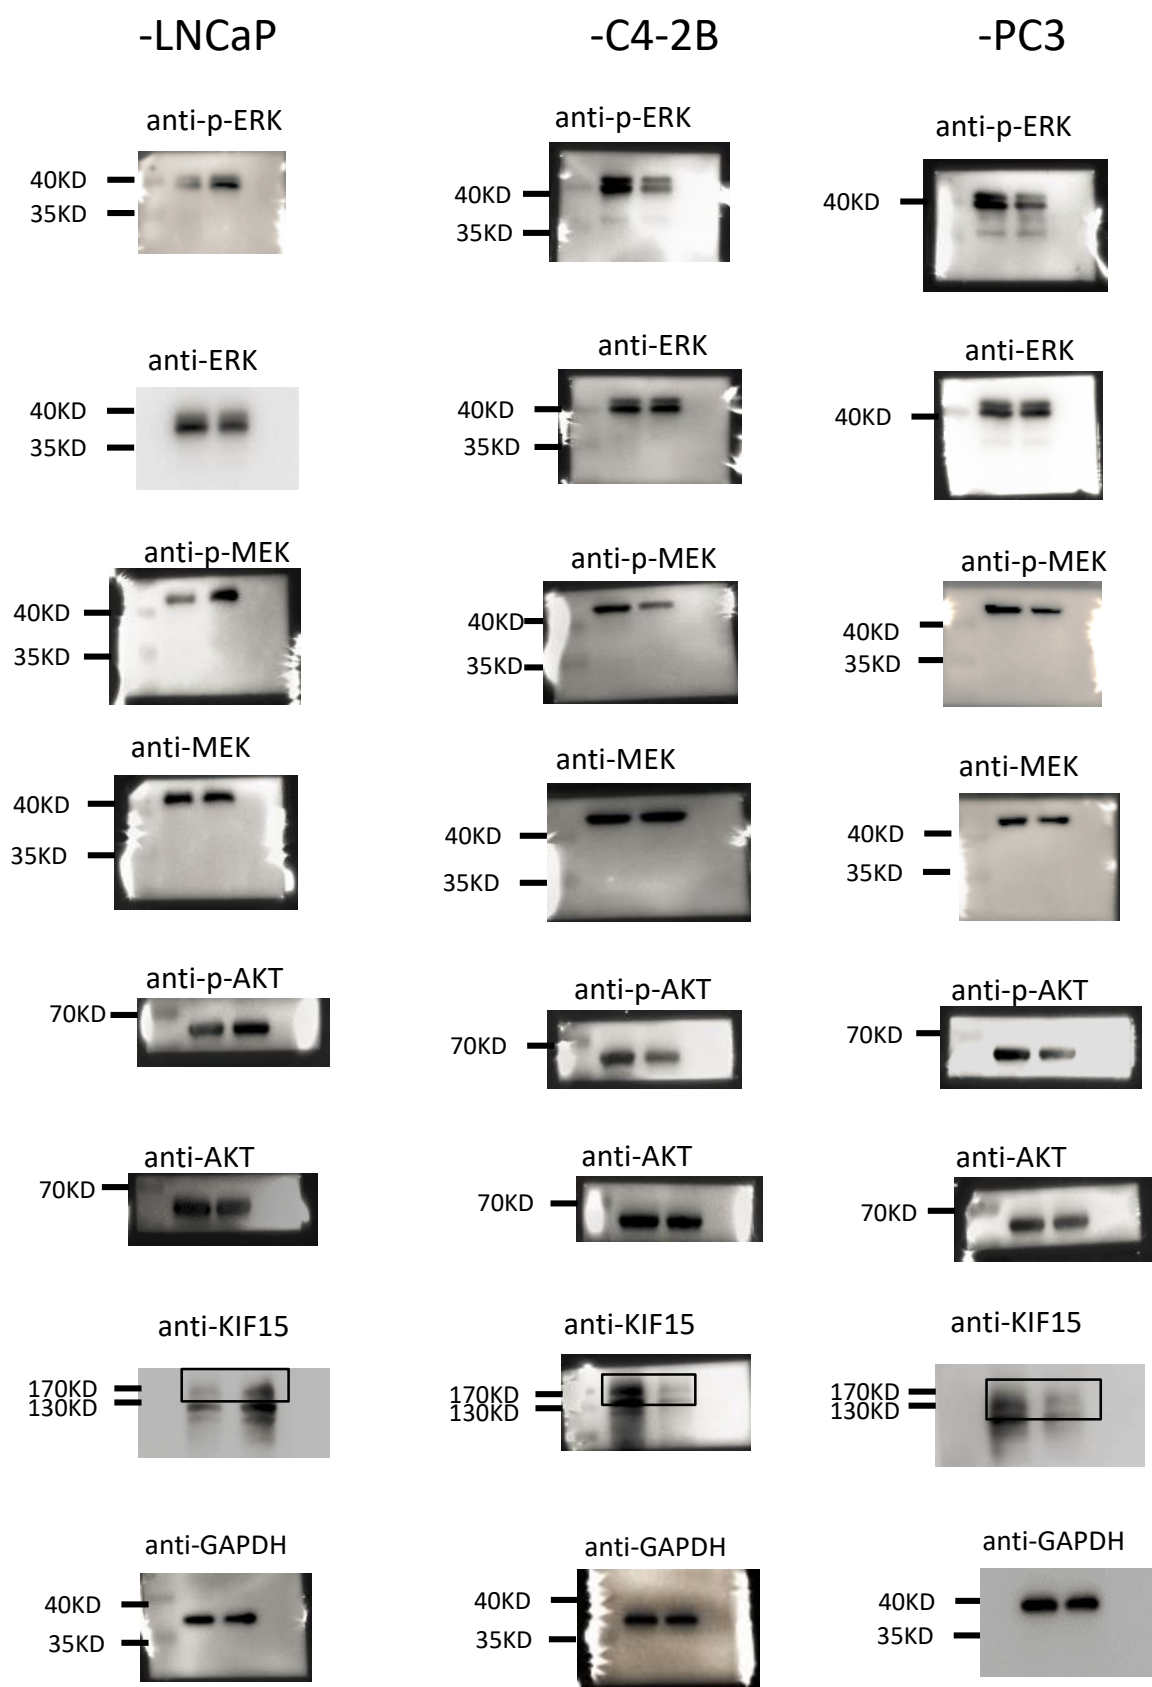 -LNCaP
-C4-2B
-PC3
anti-p-ERK
anti-p-ERK
anti-p-ERK
40KD
35KD
40KD
35KD
40KD
anti-ERK
anti-ERK
anti-ERK
40KD
35KD
40KD
35KD
40KD
anti-p-MEK
anti-p-MEK
anti-p-MEK
40KD
35KD
40KD
35KD
40KD
35KD
anti-MEK
anti-MEK
anti-MEK
40KD
35KD
40KD
35KD
40KD
35KD
anti-p-AKT
anti-p-AKT
anti-p-AKT
70KD
70KD
70KD
anti-AKT
anti-AKT
anti-AKT
70KD
70KD
70KD
anti-KIF15
anti-KIF15
anti-KIF15
170KD
130KD
170KD
130KD
170KD
130KD
anti-GAPDH
anti-GAPDH
anti-GAPDH
40KD
35KD
40KD
35KD
40KD
35KD